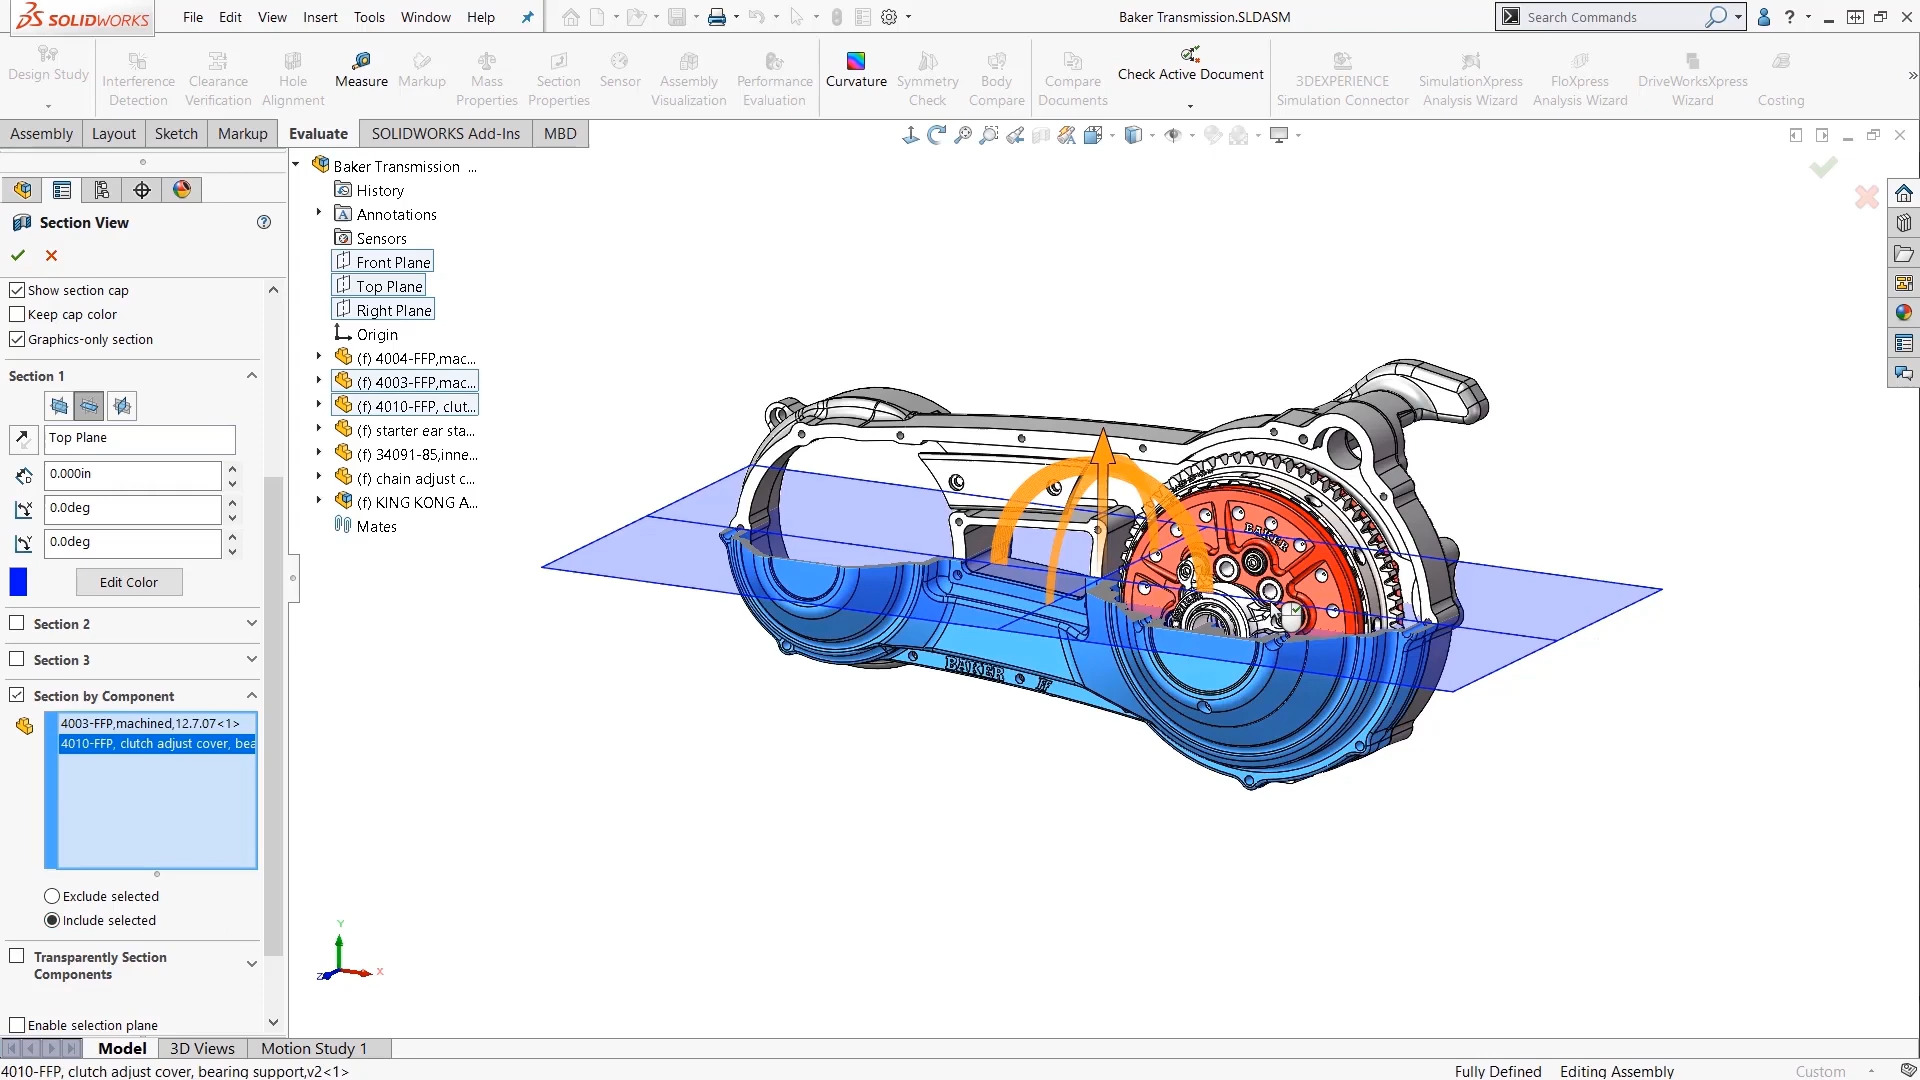 SOLIDWORKS
File Edit View Insert Tools Window Help
Baker Transmission.SLDASM
Search Commands
?
Design Study
Interference Detection
Clearance Verification
Hole Alignment
Measure
Markup
Mass Properties
Section Properties
Sensor
Assembly Visualization
Performance Evaluation
Curvature
Symmetry Check
Body Compare
Compare Documents
Check Active Document
3DEXPERIENCE Simulation Connector
SimulationXpress Analysis Wizard
FloXpress Analysis Wizard
DriveWorksXpress Wizard
Costing
Assembly Layout Sketch Markup Evaluate SOLIDWORKS Add-Ins MBD
Section View
Show section cap
Keep cap color
Graphics-only section
Section 1
Top Plane
0.000in
0.0deg
0.0deg
Edit Color
Section 2
Section 3
Section by Component
4003-FFP,machined,12.7.07<1>
4010-FFP, clutch adjust cover, bea
Exclude selected
Include selected
Transparently Section
Components
Enable selection plane
Baker Transmission ...
History
Annotations
Sensors
Front Plane
Top Plane
Right Plane
Origin
(f) 4004-FFP,mac...
(f) 4003-FFP,mac...
(f) 4010-FFP, clut...
(f) starter ear sta...
(f) 34091-85,inne...
(f) chain adjust c...
(f) KING KONG A...
Mates
BAKER
BAKER
Y
X
Z
Model 3D Views Motion Study 1
4010-FFP, clutch adjust cover, bearing support,v2<1>
Fully Defined Editing Assembly Custom